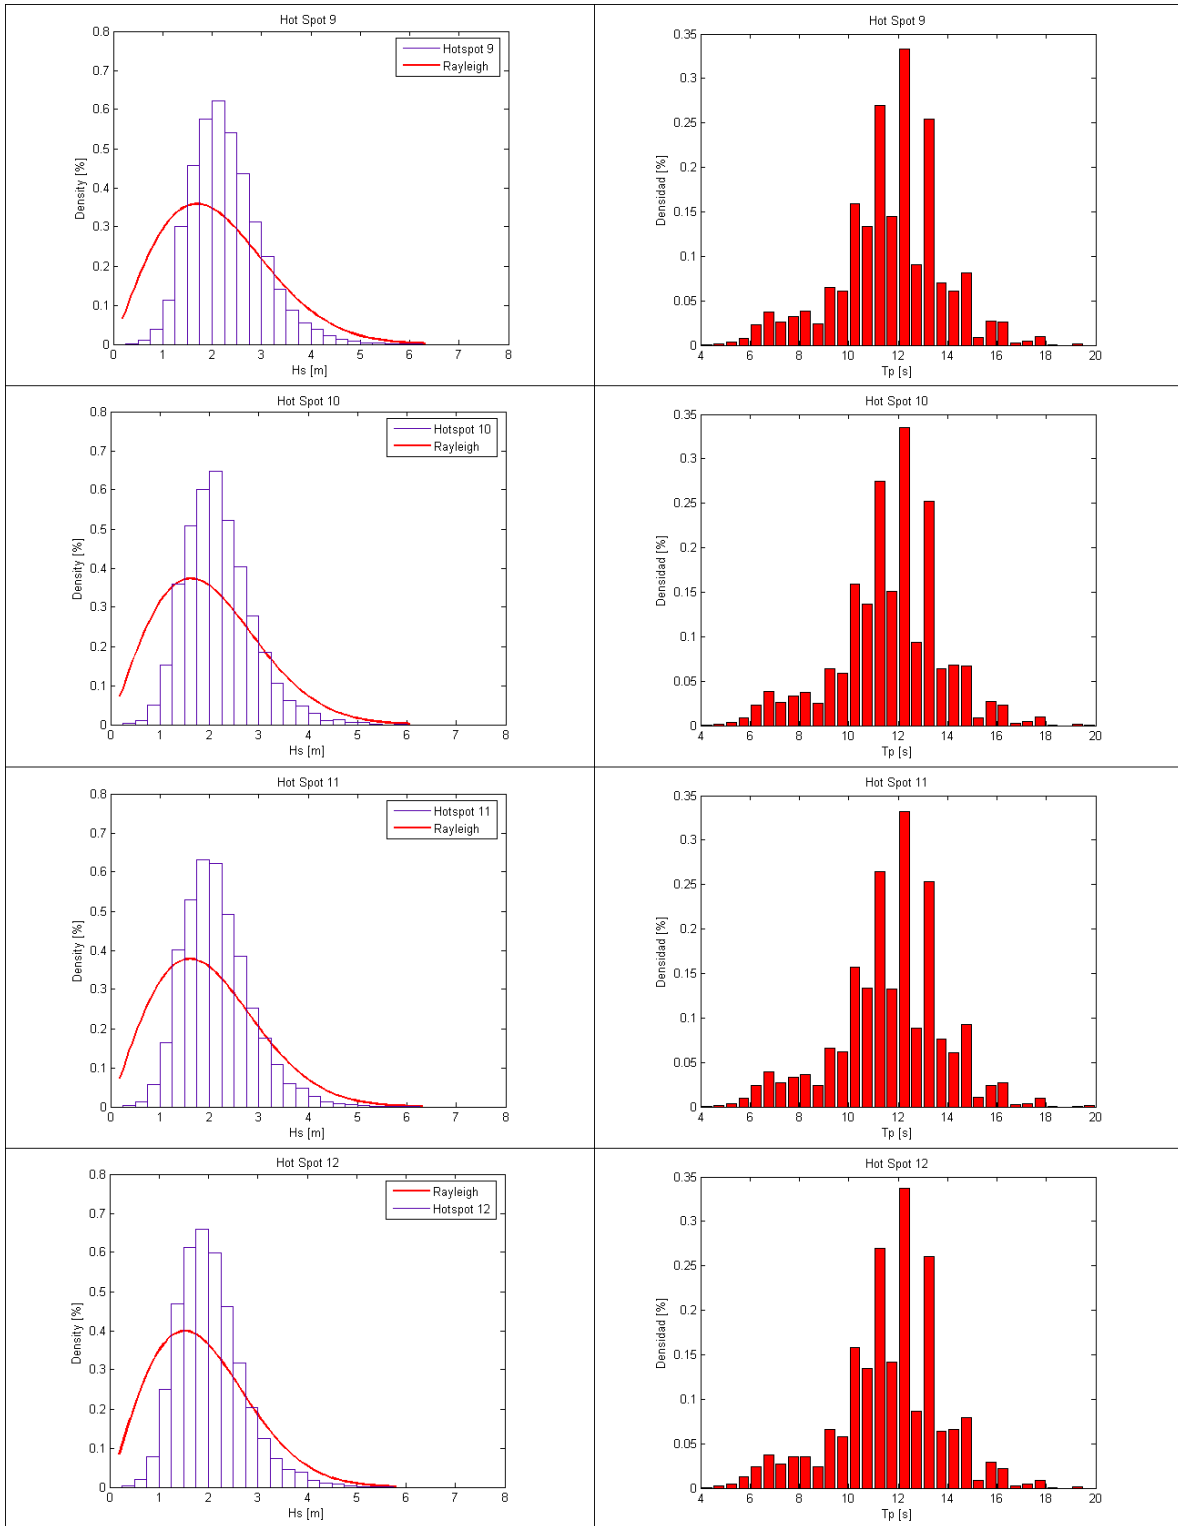 Hot Spot 9
0.8
0.7
0.6
0.5
0.4
0.3
0.2
0.1
0
Density [%]
Hotspot 9
Rayleigh
0 1 2 3 4 5 6 7 8
Hs [m]
Hot Spot 9
0.35
0.3
0.25
0.2
0.15
0.1
0.05
0
Densidad [%]
4 6 8 10 12 14 16 18 20
Tp [s]
Hot Spot 10
0.8
0.7
0.6
0.5
0.4
0.3
0.2
0.1
0
Density [%]
Hotspot 10
Rayleigh
0 1 2 3 4 5 6 7 8
Hs [m]
Hot Spot 10
0.35
0.3
0.25
0.2
0.15
0.1
0.05
0
Densidad [%]
4 6 8 10 12 14 16 18 20
Tp [s]
Hot Spot 11
0.8
0.7
0.6
0.5
0.4
0.3
0.2
0.1
0
Density [%]
Hotspot 11
Rayleigh
0 1 2 3 4 5 6 7 8
Hs [m]
Hot Spot 11
0.35
0.3
0.25
0.2
0.15
0.1
0.05
0
Densidad [%]
4 6 8 10 12 14 16 18 20
Tp [s]
Hot Spot 12
0.8
0.7
0.6
0.5
0.4
0.3
0.2
0.1
0
Density [%]
Rayleigh
Hotspot 12
0 1 2 3 4 5 6 7 8
Hs [m]
Hot Spot 12
0.35
0.3
0.25
0.2
0.15
0.1
0.05
0
Densidad [%]
4 6 8 10 12 14 16 18 20
Tp [s]